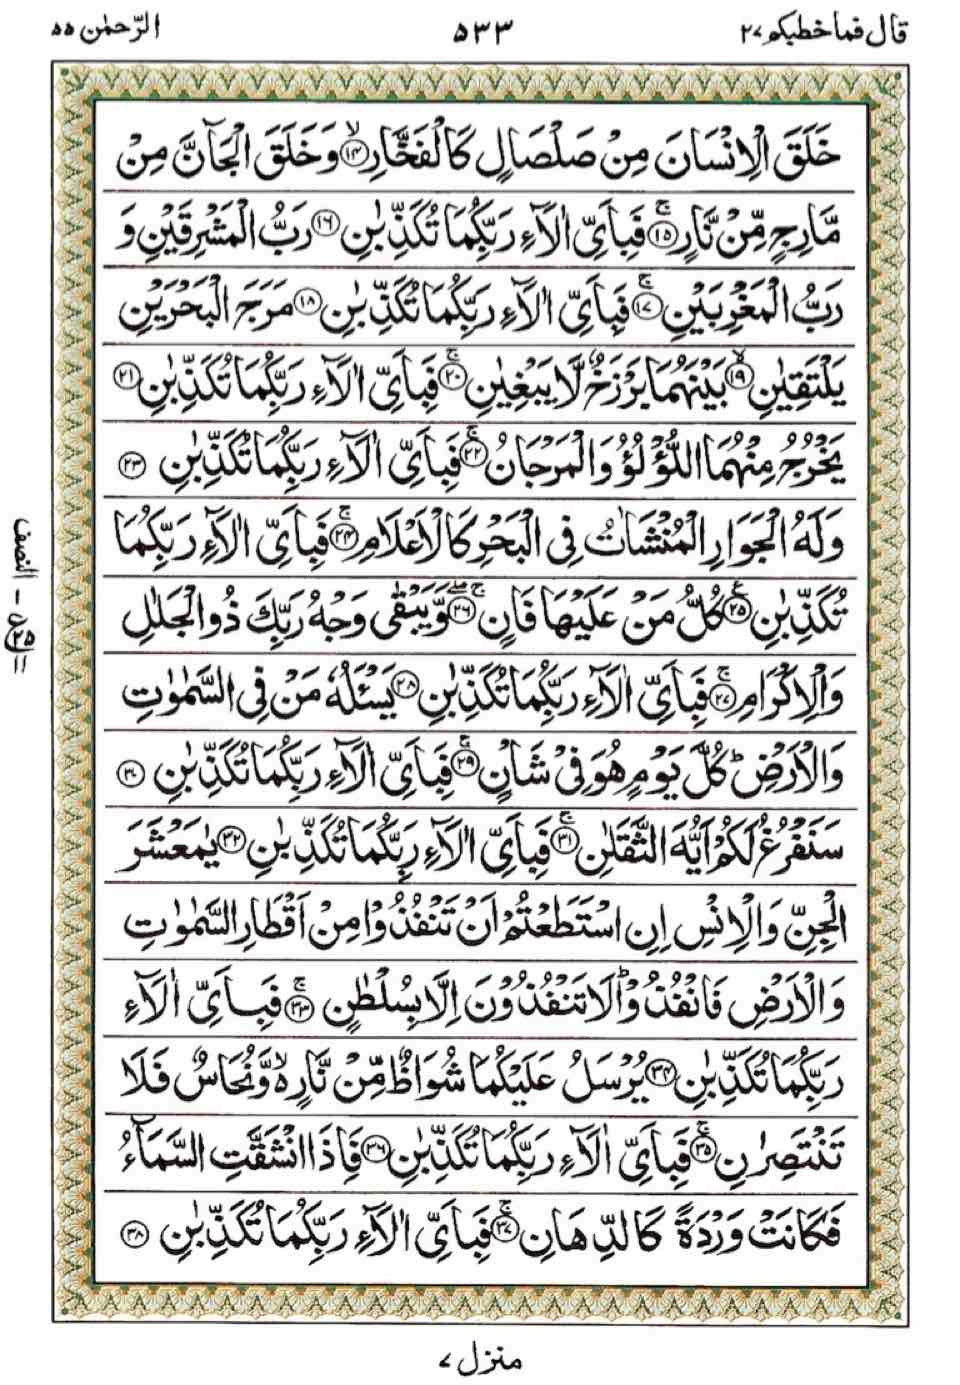 قال فما خطبكم ٢٧
٥٣٣
الرّحمٰن ٥٥
خَلَقَ الْاِنْسَانَ مِنْ صَلْصَالٍ كَالْفَخَّارِ ۙ﴿١٤﴾ وَخَلَقَ الْجَآنَّ مِنْ
مَّارِجٍ مِّنْ نَّارٍ ۚ﴿١٥﴾ فَبِاَيِّ اٰلَآءِ رَبِّكُمَا تُكَذِّبٰنِ ﴿١٦﴾ رَبُّ الْمَشْرِقَيْنِ وَ
رَبُّ الْمَغْرِبَيْنِ ۚ﴿١٧﴾ فَبِاَيِّ اٰلَآءِ رَبِّكُمَا تُكَذِّبٰنِ ﴿١٨﴾ مَرَجَ الْبَحْرَيْنِ
يَلْتَقِيٰنِ ۙ﴿١٩﴾ بَيْنَهُمَا بَرْزَخٌ لَّا يَبْغِيٰنِ ۚ﴿٢٠﴾ فَبِاَيِّ اٰلَآءِ رَبِّكُمَا تُكَذِّبٰنِ ﴿٢١﴾
يَخْرُجُ مِنْهُمَا اللُّؤْلُؤُ وَالْمَرْجَانُ ۚ﴿٢٢﴾ فَبِاَيِّ اٰلَآءِ رَبِّكُمَا تُكَذِّبٰنِ ﴿٢٣﴾
وَلَهُ الْجَوَارِ الْمُنْشَاٰتُ فِى الْبَحْرِ كَالْاَعْلَامِ ۚ﴿٢٤﴾ فَبِاَيِّ اٰلَآءِ رَبِّكُمَا
تُكَذِّبٰنِ ۧ﴿٢٥﴾ كُلُّ مَنْ عَلَيْهَا فَانٍ ۚۖ﴿٢٦﴾ وَّيَبْقٰى وَجْهُ رَبِّكَ ذُو الْجَلٰلِ
وَالْاِكْرَامِ ۚ﴿٢٧﴾ فَبِاَيِّ اٰلَآءِ رَبِّكُمَا تُكَذِّبٰنِ ﴿٢٨﴾ يَسْـَٔلُهٗ مَنْ فِى السَّمٰوٰتِ
وَالْاَرْضِ ؕ كُلَّ يَوْمٍ هُوَ فِيْ شَاْنٍ ۚ﴿٢٩﴾ فَبِاَيِّ اٰلَآءِ رَبِّكُمَا تُكَذِّبٰنِ ﴿٣٠﴾
سَنَفْرُغُ لَكُمْ اَيُّهَ الثَّقَلٰنِ ۚ﴿٣١﴾ فَبِاَيِّ اٰلَآءِ رَبِّكُمَا تُكَذِّبٰنِ ﴿٣٢﴾ يٰمَعْشَرَ
الْجِنِّ وَالْاِنْسِ اِنِ اسْتَطَعْتُمْ اَنْ تَنْفُذُوْا مِنْ اَقْطَارِ السَّمٰوٰتِ
وَالْاَرْضِ فَانْفُذُوْا ؕ لَا تَنْفُذُوْنَ اِلَّا بِسُلْطٰنٍ ۚ﴿٣٣﴾ فَبِاَيِّ اٰلَآءِ
رَبِّكُمَا تُكَذِّبٰنِ ﴿٣٤﴾ يُرْسَلُ عَلَيْكُمَا شُوَاظٌ مِّنْ نَّارٍ ۙ۬ وَّنُحَاسٌ فَلَا
تَنْتَصِرٰنِ ۚ﴿٣٥﴾ فَبِاَيِّ اٰلَآءِ رَبِّكُمَا تُكَذِّبٰنِ ﴿٣٦﴾ فَاِذَا انْشَقَّتِ السَّمَآءُ
فَكَانَتْ وَرْدَةً كَالدِّهَانِ ۚ﴿٣٧﴾ فَبِاَيِّ اٰلَآءِ رَبِّكُمَا تُكَذِّبٰنِ ﴿٣٨﴾
النصف
منزل ٧